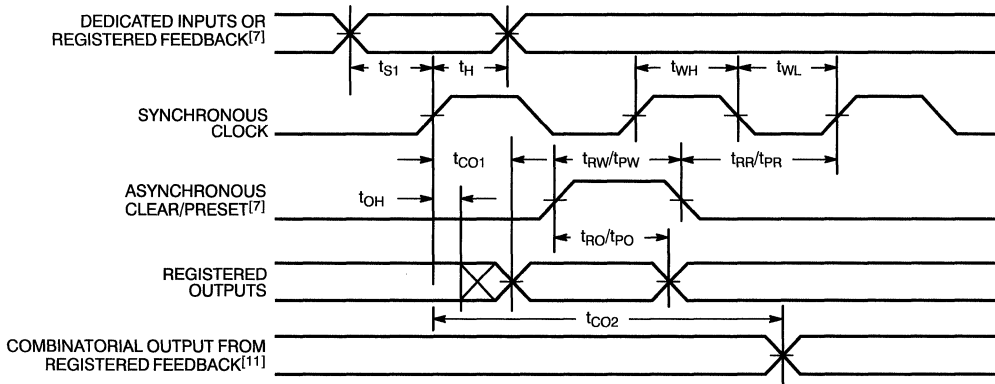 DEDICATED INPUTS OR
REGISTERED FEEDBACK[7]
tS1
tH
tWH
tWL
SYNCHRONOUS
CLOCK
tCO1
tRW/tPW
tRR/tPR
ASYNCHRONOUS
CLEAR/PRESET[7]
tOH
tRO/tPO
REGISTERED
OUTPUTS
tCO2
COMBINATORIAL OUTPUT FROM
REGISTERED FEEDBACK[11]